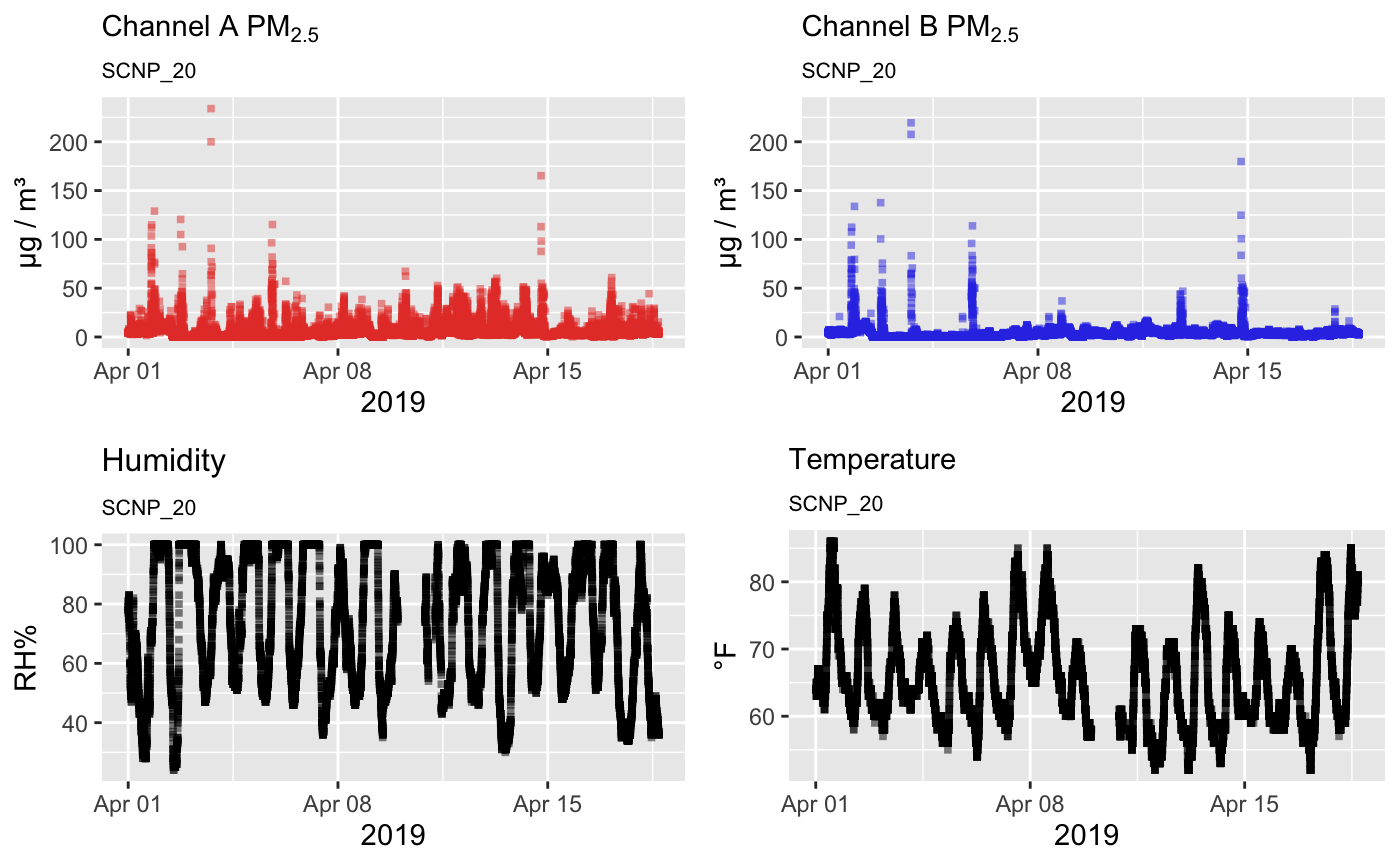 Channel A PM2.5
SCNP_20
200
150
100
50
0
µg / m³
Apr 01 Apr 08 Apr 15
2019
Channel B PM2.5
SCNP_20
200
150
100
50
0
µg / m³
Apr 01 Apr 08 Apr 15
2019
Humidity
SCNP_20
100
80
60
40
RH%
Apr 01 Apr 08 Apr 15
2019
Temperature
SCNP_20
80
70
60
°F
Apr 01 Apr 08 Apr 15
2019